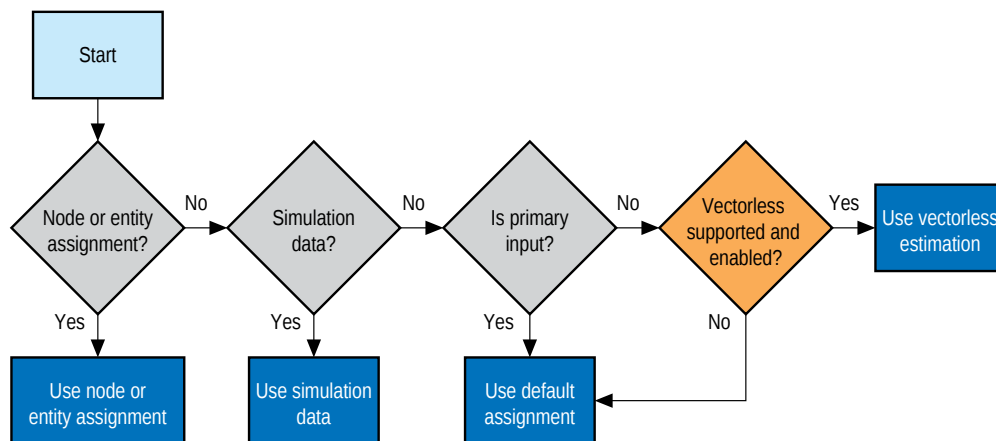 Start
Node or entity
assignment?
No
Simulation
data?
No
Is primary
input?
No
Vectorless
supported and
enabled?
Yes
Use vectorless
estimation
Yes
Yes
Yes
No
Use node or
entity assignment
Use simulation
data
Use default
assignment